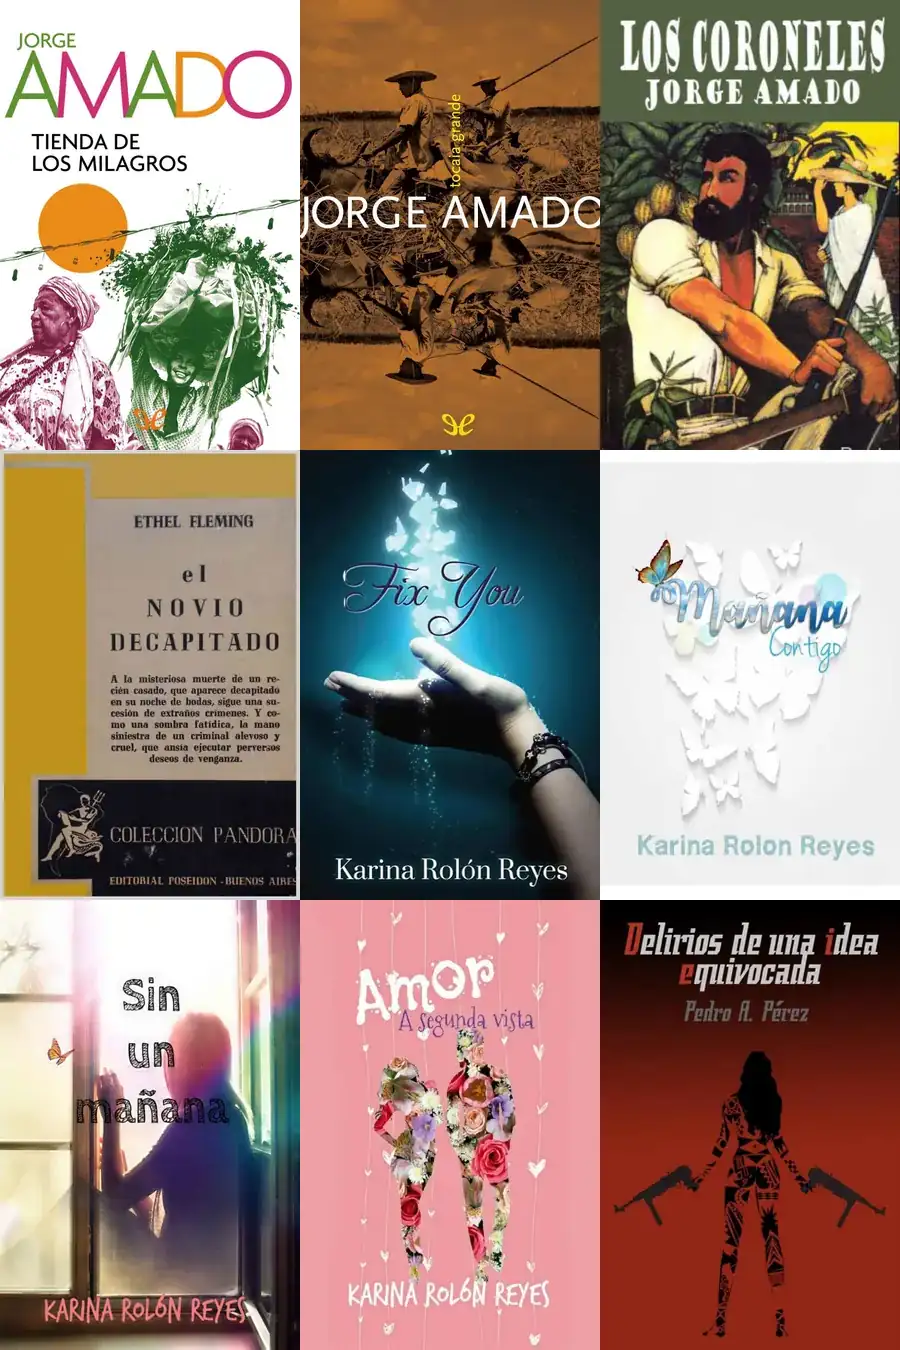 JORGE
AMADO
TIENDA DE
LOS MILAGROS
tocaia grande
JORGE AMADO
LOS CORONELES
JORGE AMADO
ETHEL FLEMING
el
NOVIO
DECAPITADO
A la misteriosa muerte de un re-
cién casado, que aparece decapitado
en su noche de bodas, sigue una su-
cesión de extraños crímenes. Y co-
mo una sombra fatídica, la mano
siniestra de un criminal alevoso y
cruel, que ansía ejecutar perversos
deseos de venganza.
COLECCION PANDORA
EDITORIAL POSEIDON - BUENOS AIRES
Fix You
Karina Rolón Reyes
Mañana
Contigo
Karina Rolon Reyes
Sin
un
mañana
KARINA ROLÓN REYES
Amor
A segunda vista
KARINA ROLÓN REYES
Delirios de una idea
equivocada
Pedro A. Pérez